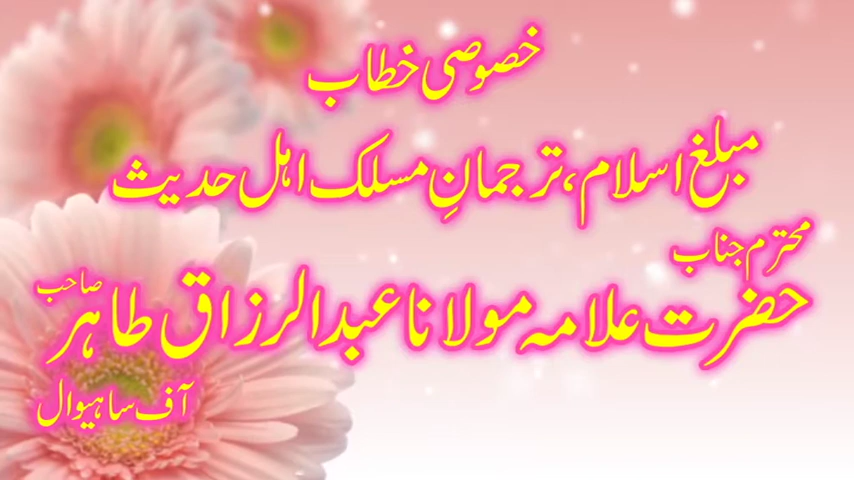 خصوصی خطاب
مبلغ اسلام، ترجمانِ مسلک اہل حدیث
محترم جناب
حضرت علامہ مولانا عبدالرزاق طاہر صاحب
آف ساہیوال